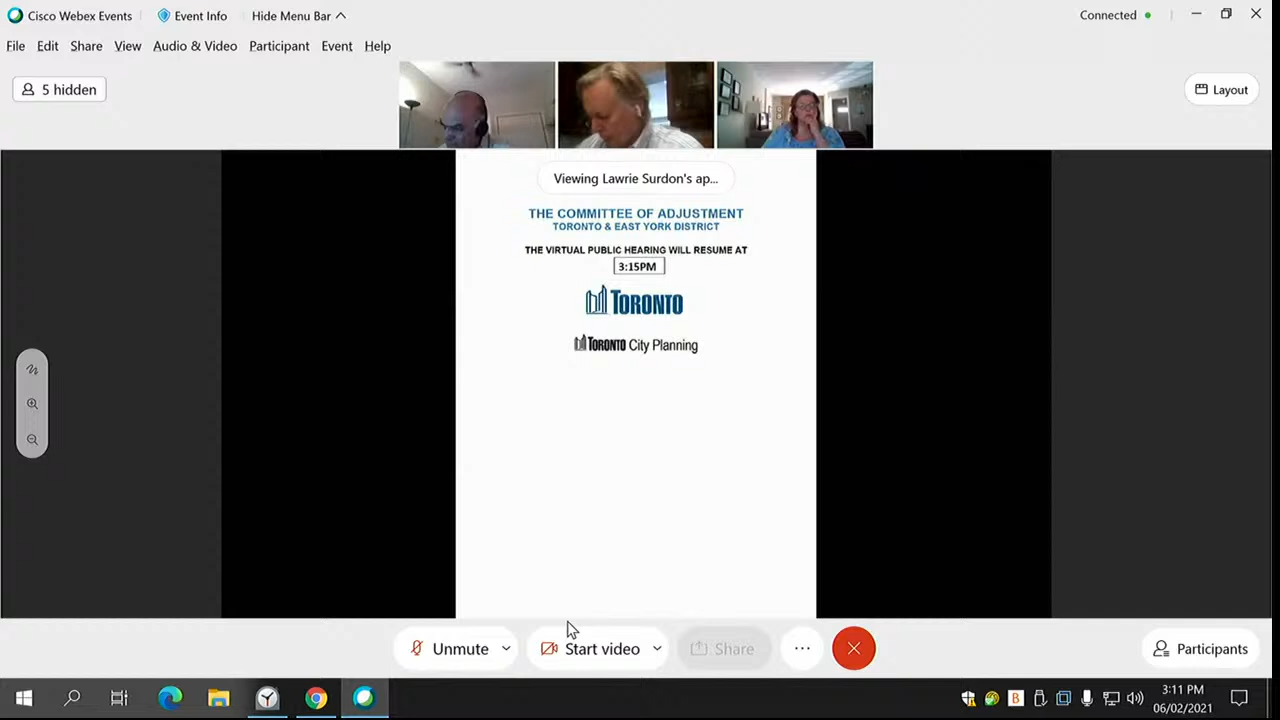 Cisco Webex Events
Event Info
Hide Menu Bar
Connected
File Edit Share View Audio & Video Participant Event Help
5 hidden
Layout
Viewing Lawrie Surdon's ap...
THE COMMITTEE OF ADJUSTMENT
TORONTO & EAST YORK DISTRICT
THE VIRTUAL PUBLIC HEARING WILL RESUME AT
3:15PM
TORONTO
TORONTO City Planning
Unmute
Start video
Share
Participants
B
3:11 PM
06/02/2021